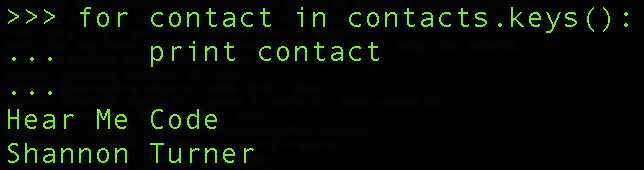 >>> for contact in contacts.keys():
...     print contact
...
Hear Me Code
Shannon Turner